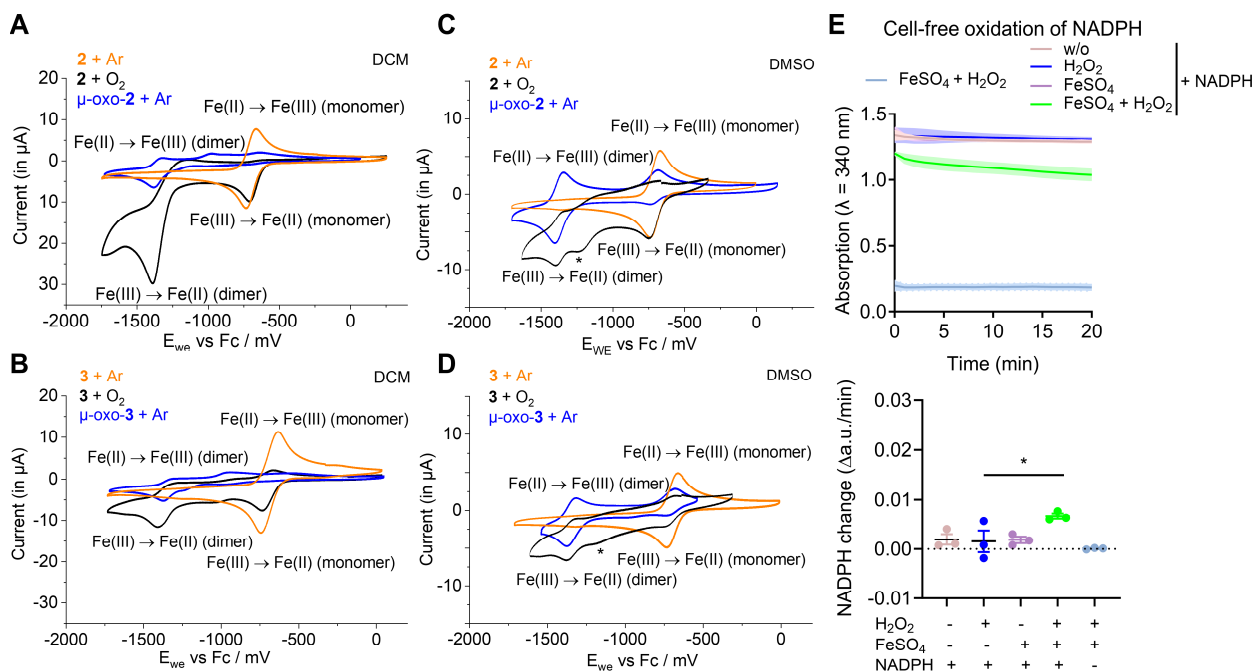 A
2 + Ar
DCM
2 + O₂
μ-oxo-2 + Ar
Fe(II) → Fe(III) (monomer)
Fe(II) → Fe(III) (dimer)
Fe(III) → Fe(II) (monomer)
Fe(III) → Fe(II) (dimer)
Current (in μA)
20
10
0
10
20
30
-2000 -1500 -1000 -500 0
E_we vs Fc / mV
B
3 + Ar
DCM
3 + O₂
μ-oxo-3 + Ar
Fe(II) → Fe(III) (monomer)
Fe(II) → Fe(III) (dimer)
Fe(III) → Fe(II) (dimer)
Fe(III) → Fe(II) (monomer)
Current (in μA)
20
10
0
-10
-20
-30
-2000 -1500 -1000 -500 0
E_we vs Fc / mV
C
2 + Ar
DMSO
2 + O₂
μ-oxo-2 + Ar
Fe(II) → Fe(III) (monomer)
Fe(II) → Fe(III) (dimer)
*
Fe(III) → Fe(II) (monomer)
Fe(III) → Fe(II) (dimer)
Current (in μA)
10
0
-10
-2000 -1500 -1000 -500 0 500
E_WE vs Fc / mV
D
3 + Ar
DMSO
3 + O₂
μ-oxo-3 + Ar
Fe(II) → Fe(III) (monomer)
Fe(II) → Fe(III) (dimer)
*
Fe(III) → Fe(II) (monomer)
Fe(III) → Fe(II) (dimer)
Current (in μA)
10
0
-10
-2000 -1500 -1000 -500 0
E_we vs Fc / mV
E
Cell-free oxidation of NADPH
w/o
H₂O₂
FeSO₄
FeSO₄ + H₂O₂
+ NADPH
FeSO₄ + H₂O₂
Absorption (λ = 340 nm)
1.5
1.0
0.5
0.0
0 5 10 15 20
Time (min)
NADPH change (Δa.u./min)
0.03
0.02
0.01
0.00
-0.01
*
H₂O₂ - + - + +
FeSO₄ - - + + +
NADPH + + + + -